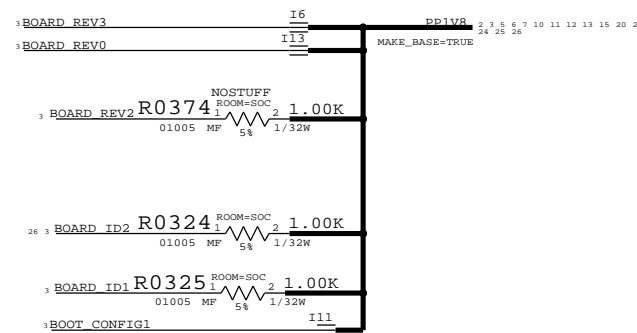 I6
3 BOARD_REV3
PP1V8 2 3 5 6 7 10 11 12 13 15 20 2
24 25 26
I13
3 BOARD_REV0
MAKE_BASE=TRUE
NOSTUFF
3 BOARD_REV2 R0374 1 ROOM=SOC 2 1.00K
01005 MF 5% 1/32W
26 3 BOARD_ID2 R0324 1 ROOM=SOC 2 1.00K
01005 MF 5% 1/32W
3 BOARD_ID1 R0325 1 ROOM=SOC 2 1.00K
01005 MF 5% 1/32W
I11
3 BOOT_CONFIG1